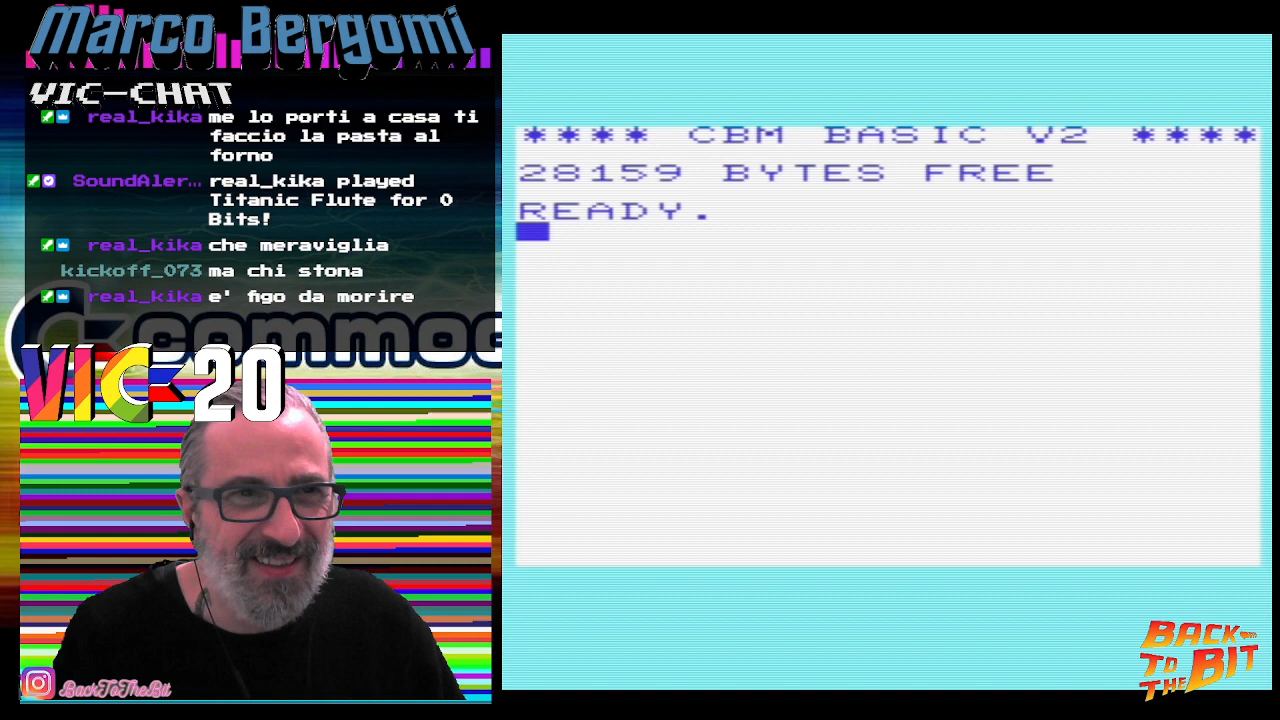 Marco Bergomi
VIC-CHAT
real_kika me lo porti a casa ti
faccio la pasta al
forno
SoundAler... real_kika played
Titanic Flute for 0
Bits!
real_kika che meraviglia
kickoff_073 ma chi stona
real_kika e' figo da morire
commod
VIC 20
BackToTheBit
**** CBM BASIC V2 ****
28159 BYTES FREE
READY.
BACK
TO THE BIT